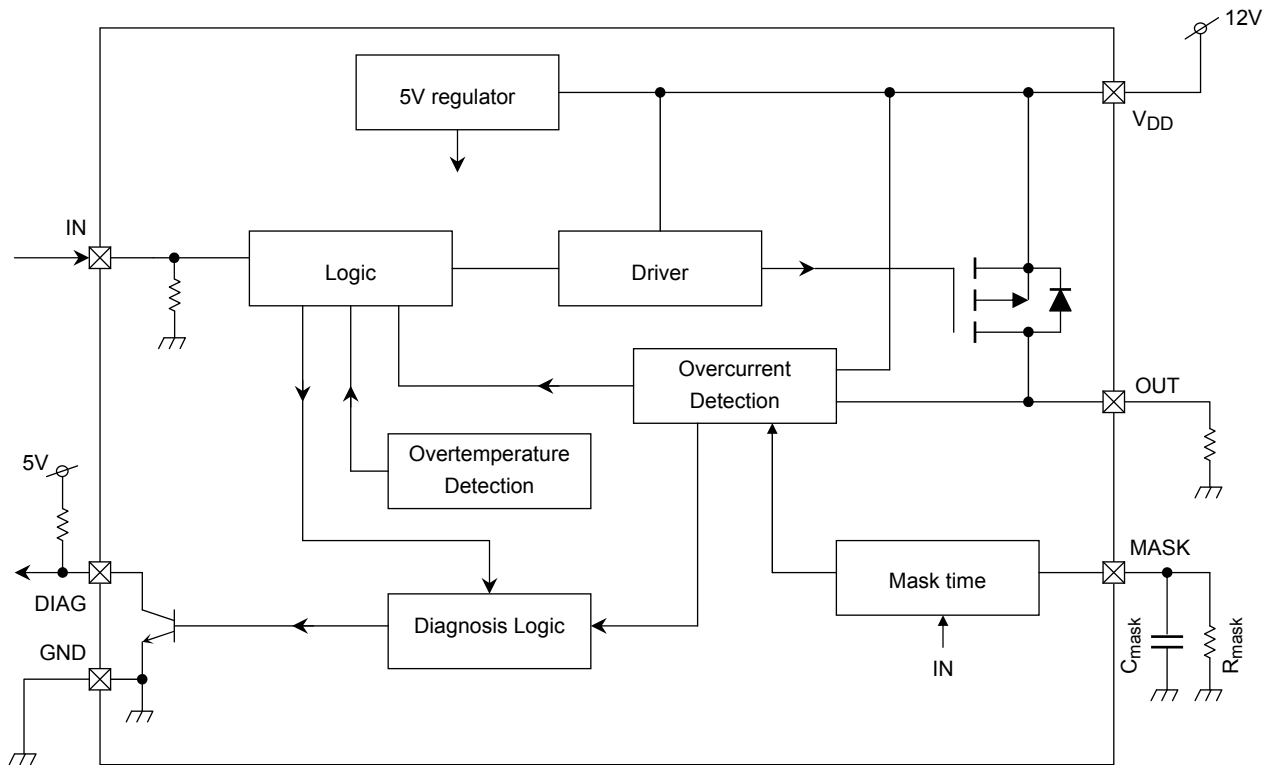 12V
5V regulator
VDD
IN
Logic
Driver
Overcurrent
Detection
OUT
Overtemperature
Detection
5V
MASK
Mask time
DIAG
Diagnosis Logic
GND
IN
Cmask
Rmask